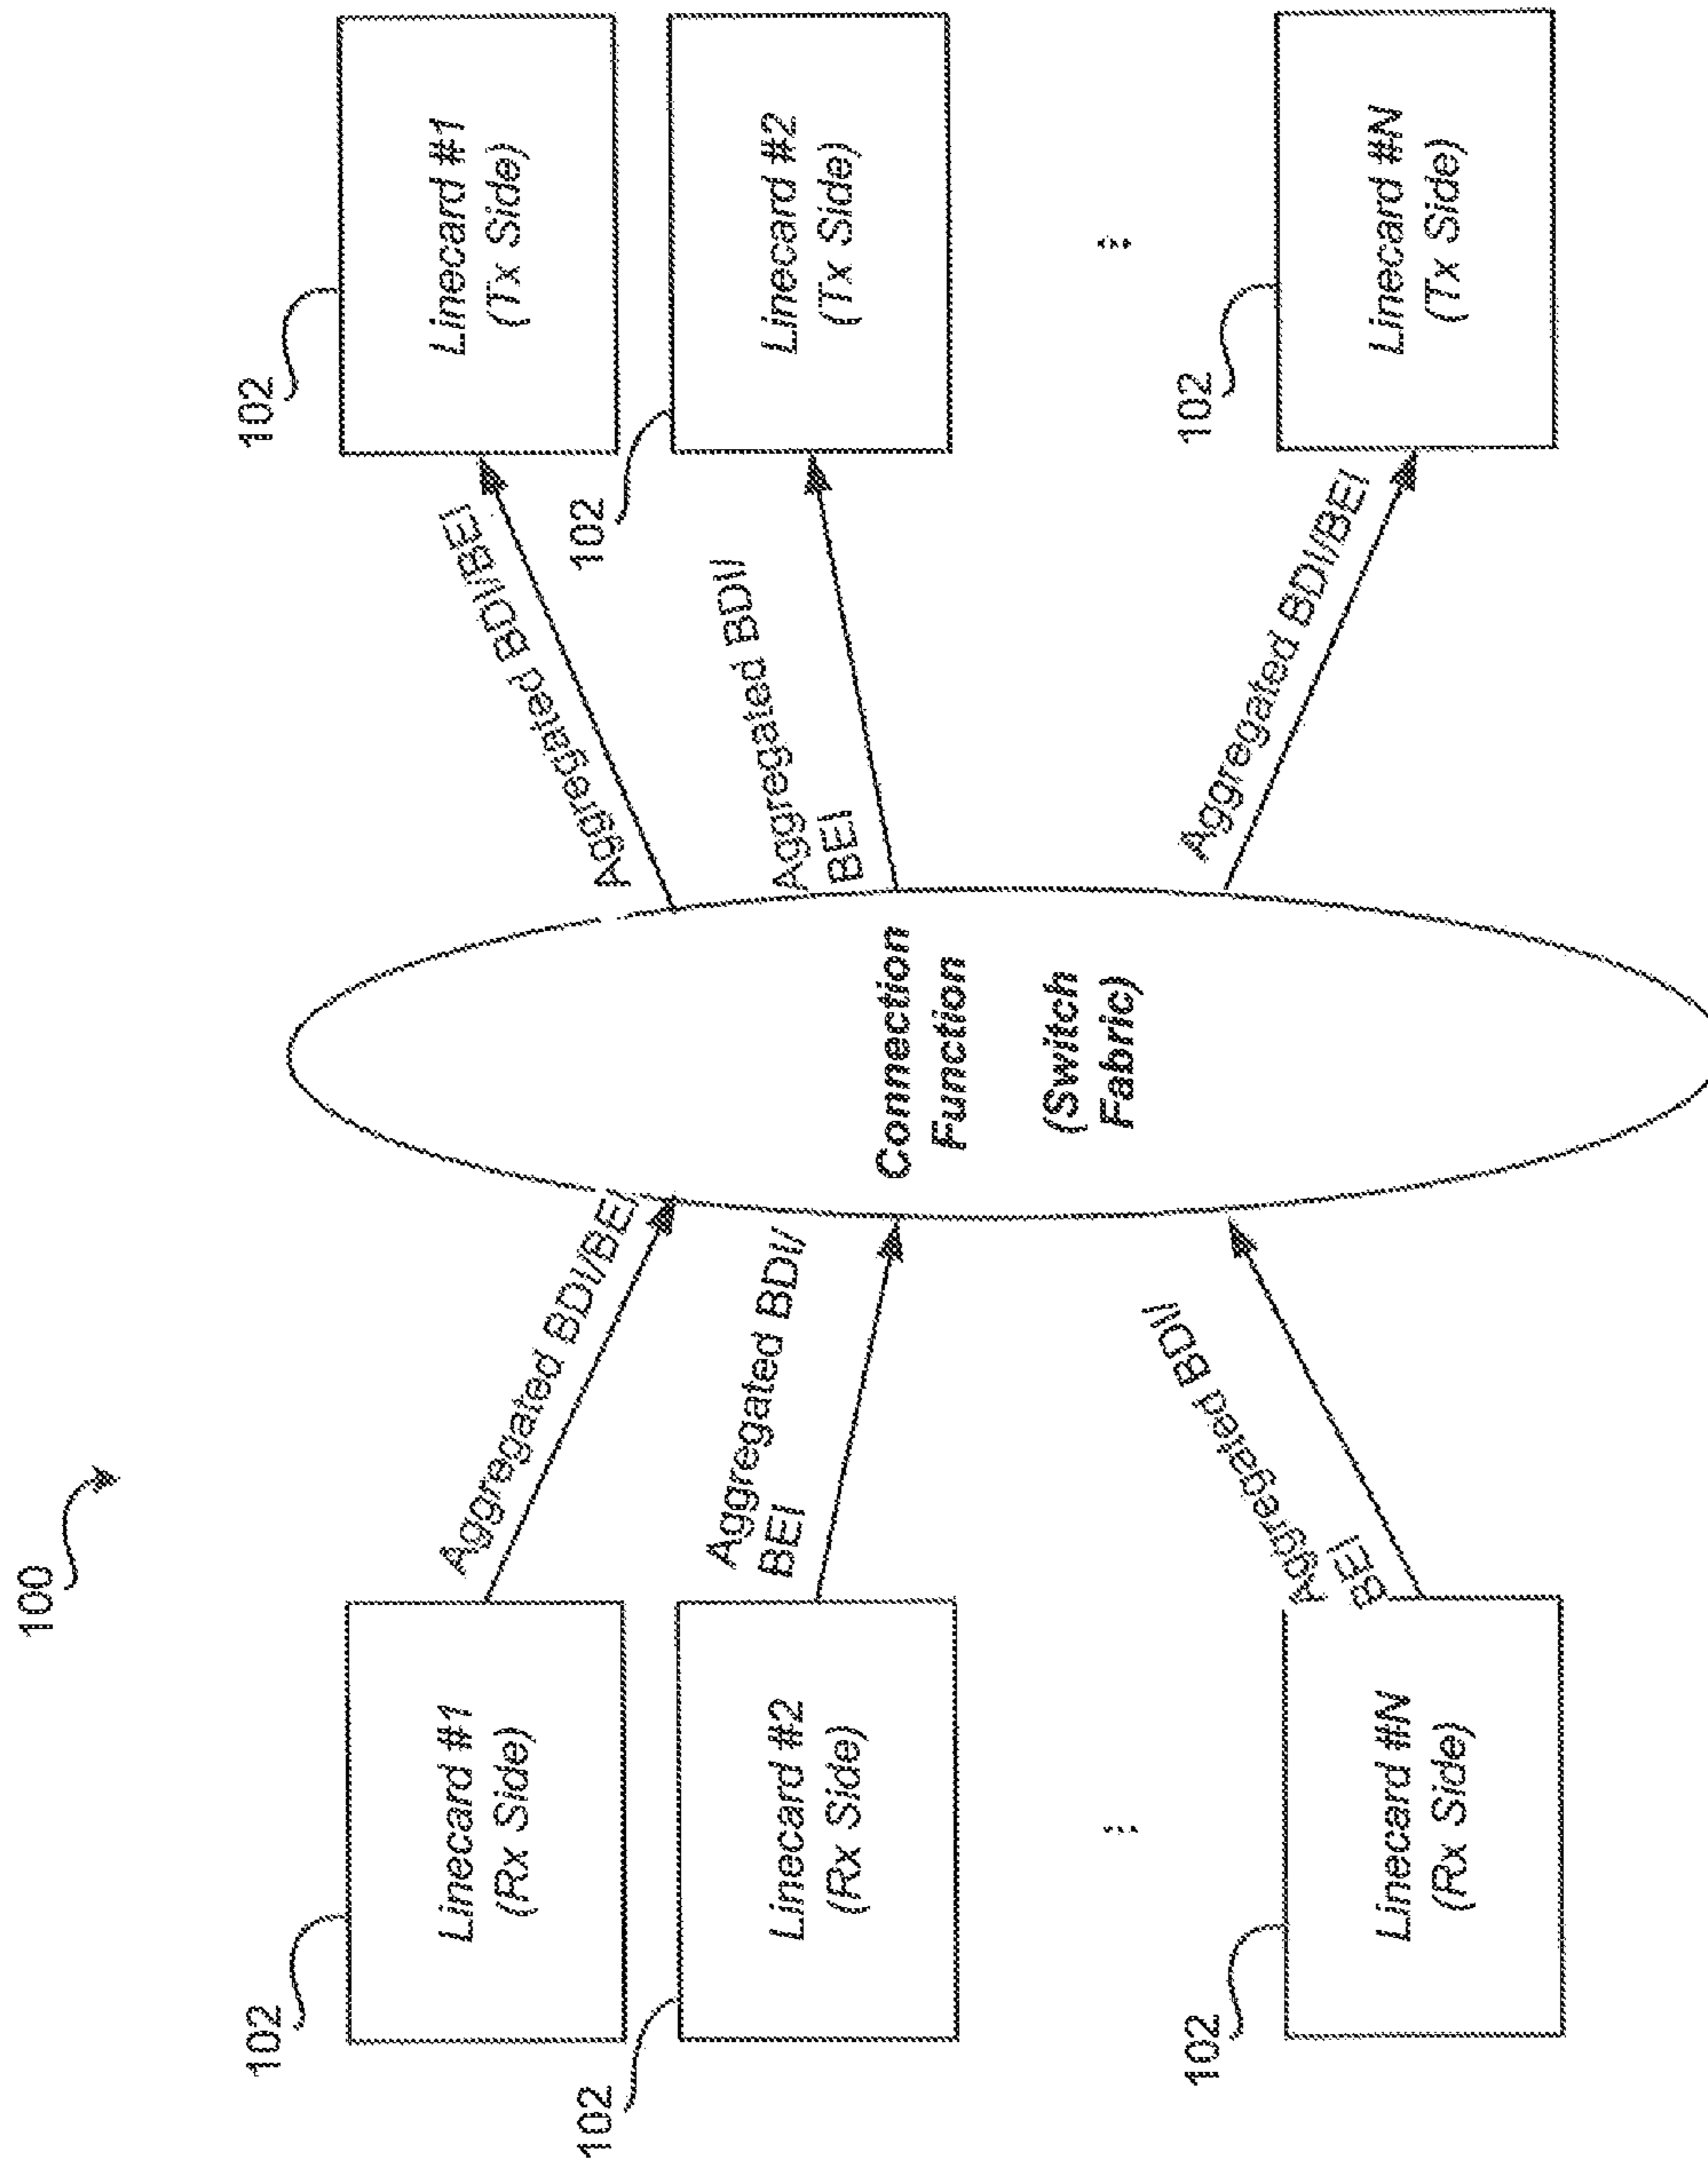 100
102
Linecard #1
(Rx Side)
102
Linecard #2
(Rx Side)
...
102
Linecard #N
(Rx Side)
Aggregated BDI/BEI
Aggregated BDI/
BEI
Aggregated BDI/
BEI
Connection
Function
(Switch
Fabric)
Aggregated BDI/BEI
Aggregated BDI/
BEI
Aggregated BDI/BEI
102
Linecard #1
(Tx Side)
102
Linecard #2
(Tx Side)
...
102
Linecard #N
(Tx Side)